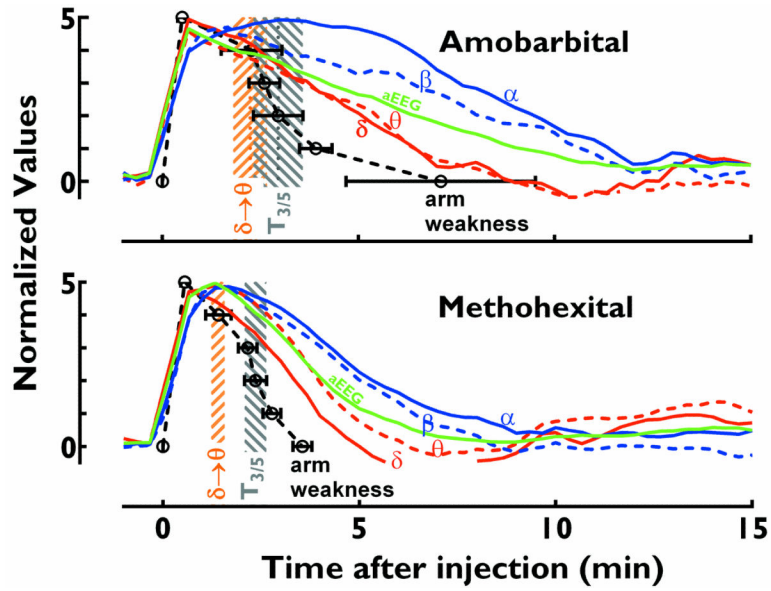 Normalized Values
5
0
Amobarbital
β
α
aEEG
δ
θ
δ→θ
T3/5
arm
weakness
5
0
Methohexital
aEEG
β
α
δ
θ
δ→θ
T3/5
arm
weakness
0
5
10
15
Time after injection (min)